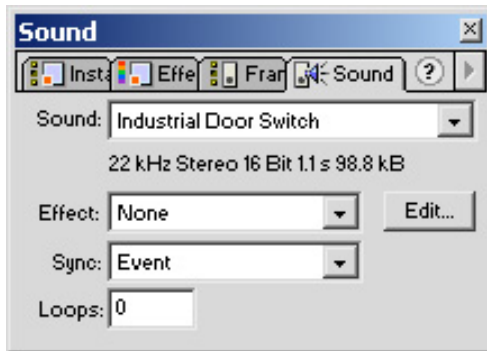 Sound
Insta Effe Fran Sound ?
Sound: Industrial Door Switch
22 kHz Stereo 16 Bit 1.1 s 98.8 kB
Effect: None Edit...
Sync: Event
Loops: 0